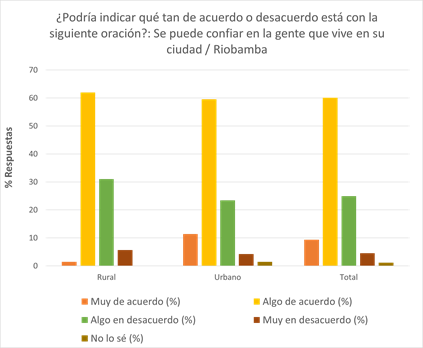 ¿Podría indicar qué tan de acuerdo o desacuerdo está con la
siguiente oración?: Se puede confiar en la gente que vive en su
ciudad / Riobamba
% Respuestas
70
60
50
40
30
20
10
0
Rural
Urbano
Total
Muy de acuerdo (%)
Algo de acuerdo (%)
Algo en desacuerdo (%)
Muy en desacuerdo (%)
No lo sé (%)